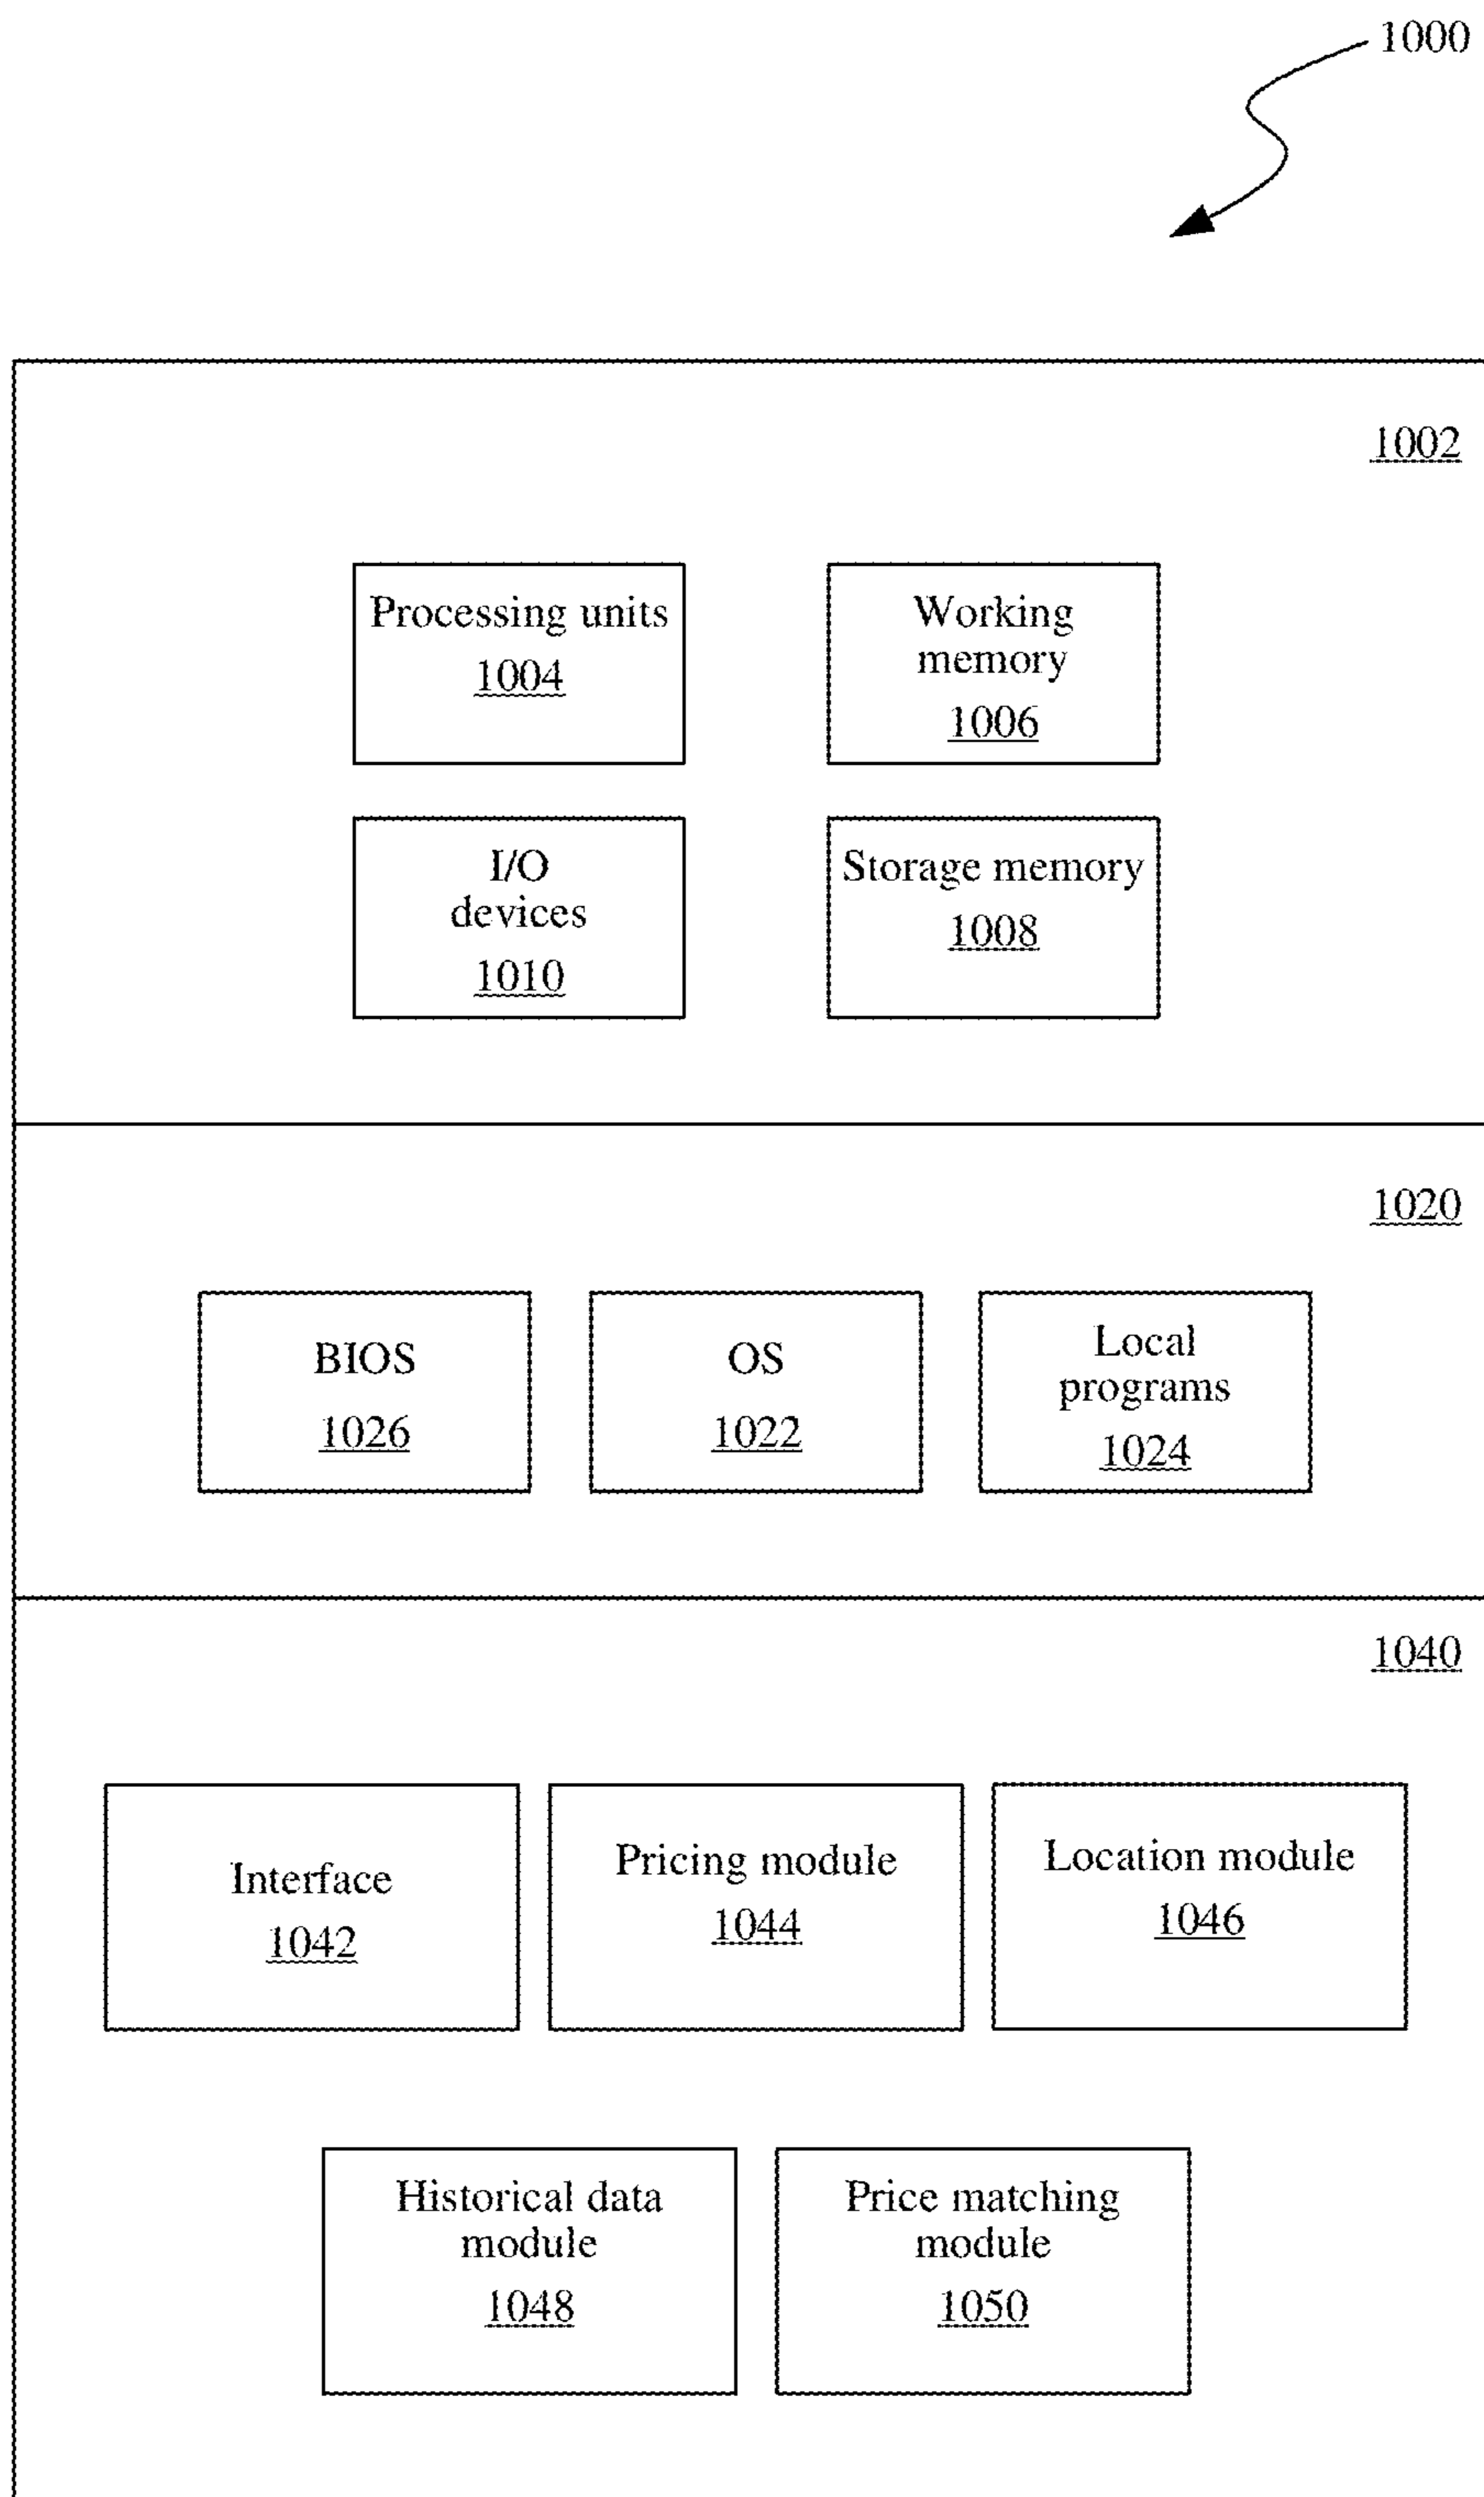 1000
1002
Processing units
1004
Working
memory
1006
I/O
devices
1010
Storage memory
1008
1020
BIOS
1026
OS
1022
Local
programs
1024
1040
Interface
1042
Pricing module
1044
Location module
1046
Historical data
module
1048
Price matching
module
1050